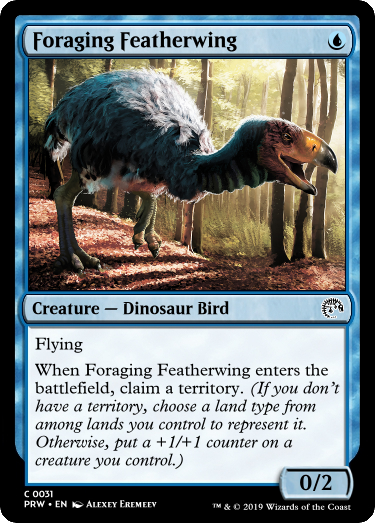 Foraging Featherwing
Creature — Dinosaur Bird
Flying
When Foraging Featherwing enters the
battlefield, claim a territory. (If you don't
have a territory, choose a land type from
among lands you control to represent it.
Otherwise, put a +1/+1 counter on a
creature you control.)
0/2
C 0031
PRW • EN Alexey Eremeev
™ & © 2019 Wizards of the Coast